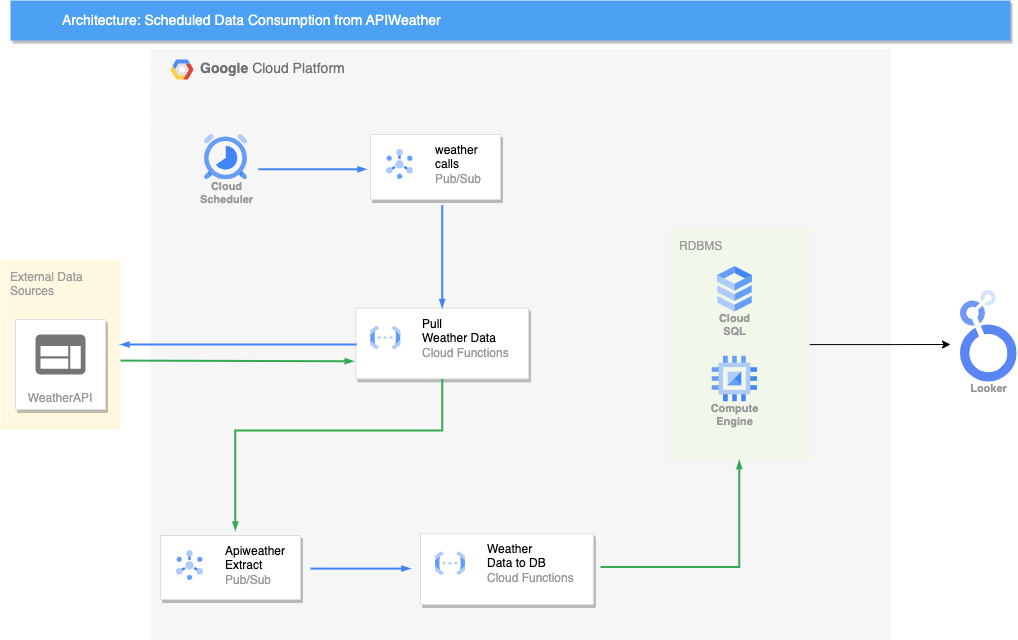 Architecture: Scheduled Data Consumption from APIWeather
Google Cloud Platform
weather
calls
Pub/Sub
Cloud
Scheduler
External Data
Sources
WeatherAPI
Pull
Weather Data
Cloud Functions
RDBMS
Cloud
SQL
Compute
Engine
Looker
Apiweather
Extract
Pub/Sub
Weather
Data to DB
Cloud Functions